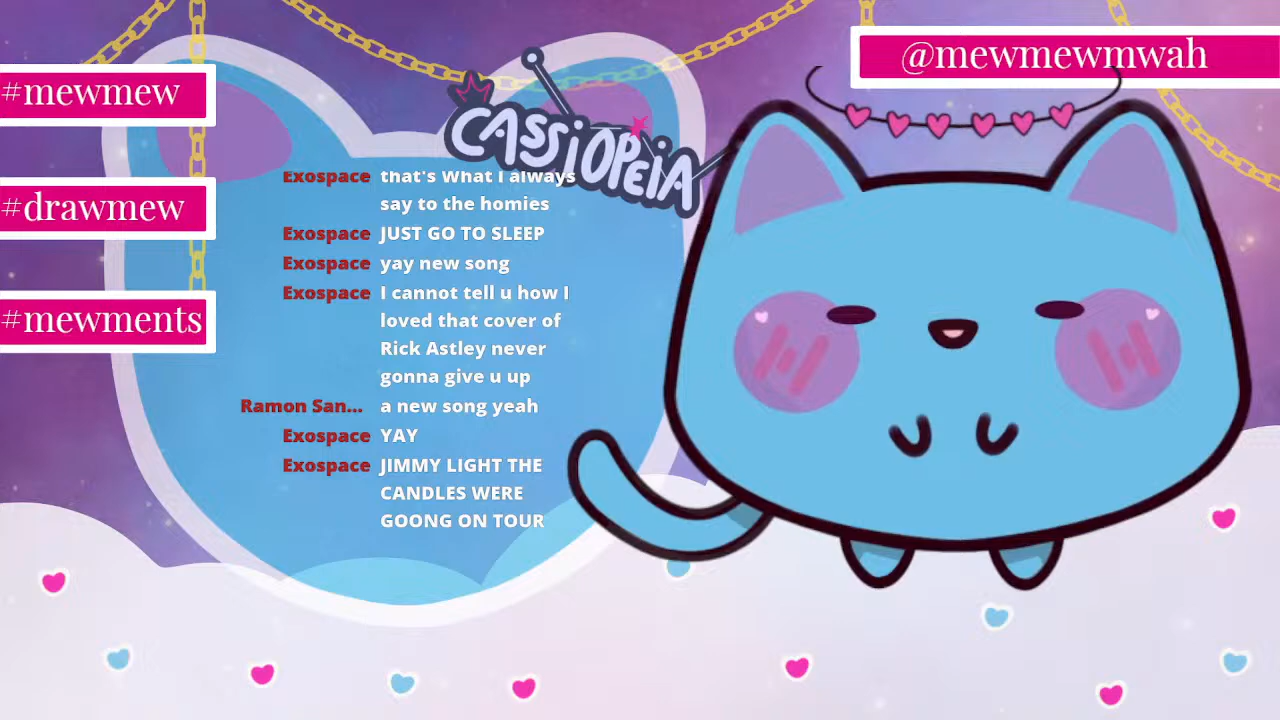 @mewmewmwah
#mewmew
#drawmew
#mewments
CASSIOPEIA
Exospace that's What I always
say to the homies
Exospace JUST GO TO SLEEP
Exospace yay new song
Exospace I cannot tell u how I
loved that cover of
Rick Astley never
gonna give u up
Ramon San... a new song yeah
Exospace YAY
Exospace JIMMY LIGHT THE
CANDLES WERE
GOONG ON TOUR